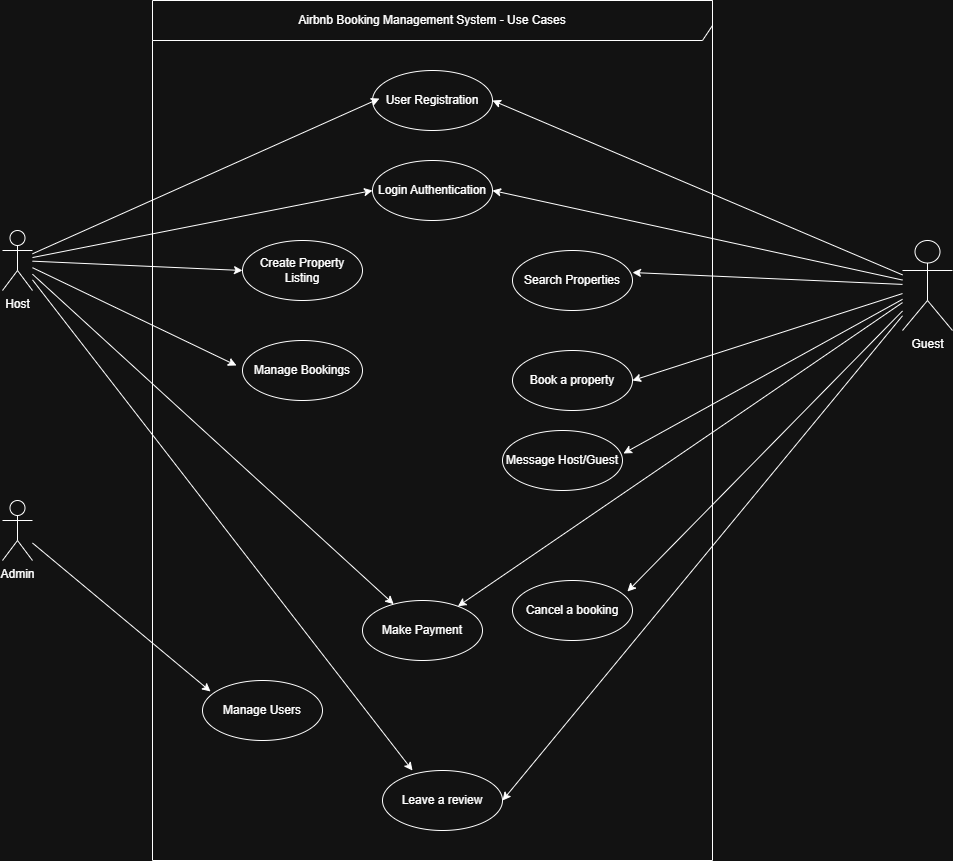 Airbnb Booking Management System - Use Cases
User Registration
Login Authentication
Create Property
Listing
Search Properties
Host
Guest
Manage Bookings
Book a property
Message Host/Guest
Admin
Cancel a booking
Make Payment
Manage Users
Leave a review